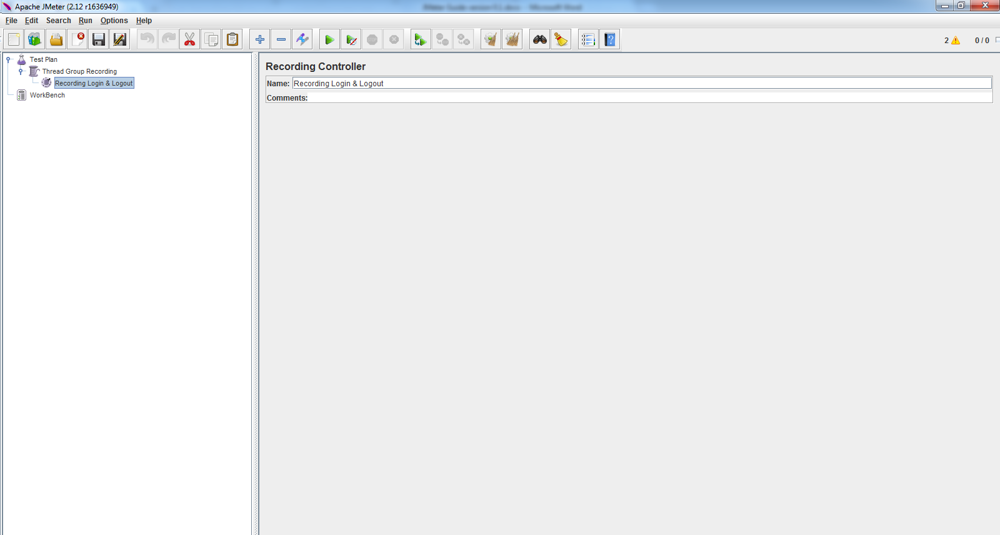 Apache JMeter (2.12 r1636949)
File Edit Search Run Options Help
2 0 / 0
Test Plan
Thread Group Recording
Recording Login & Logout
WorkBench
Recording Controller
Name: Recording Login & Logout
Comments: